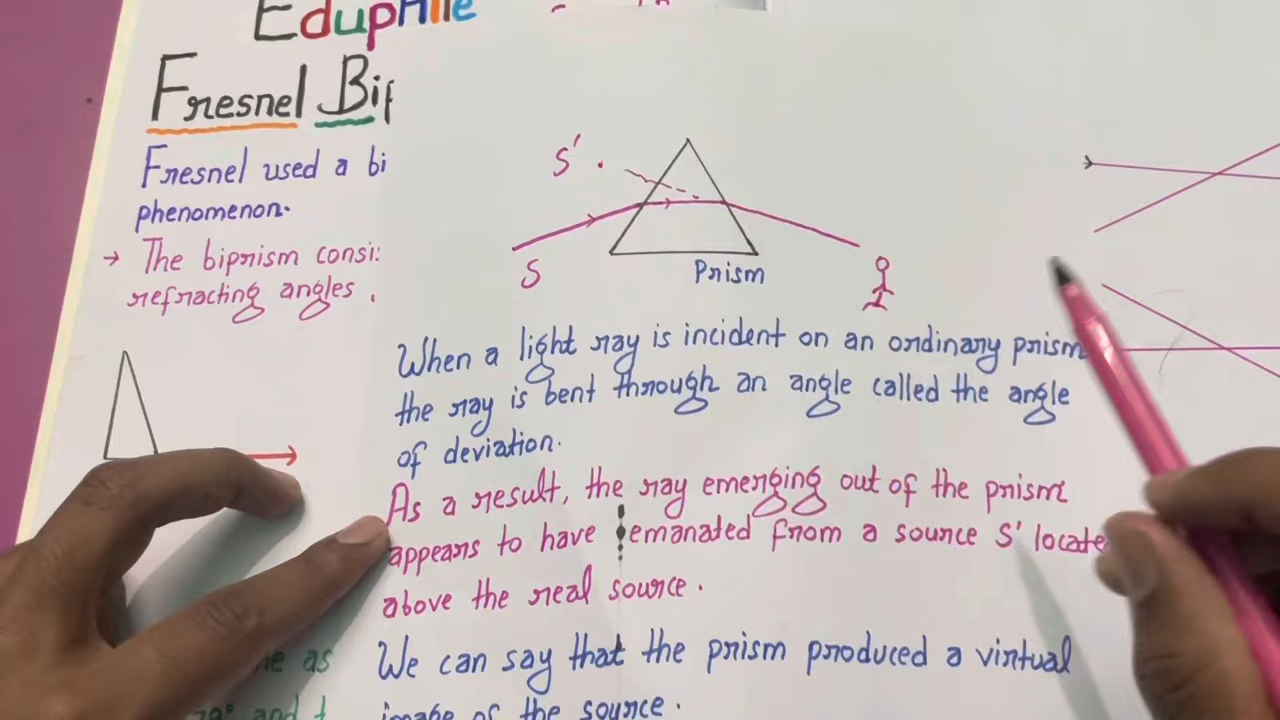 Eduphile
Fresnel
Fresnel used a bi
phenomenon.
→ The biprism consi
refracting angles.
S'
S
Prism
When a light ray is incident on an ordinary prism
the ray is bent through an angle called the angle
of deviation.
As a result, the ray emerging out of the prism
appears to have emanated from a source S' locate
above the real source.
as
We can say that the prism produced a virtual
image of the source.
and